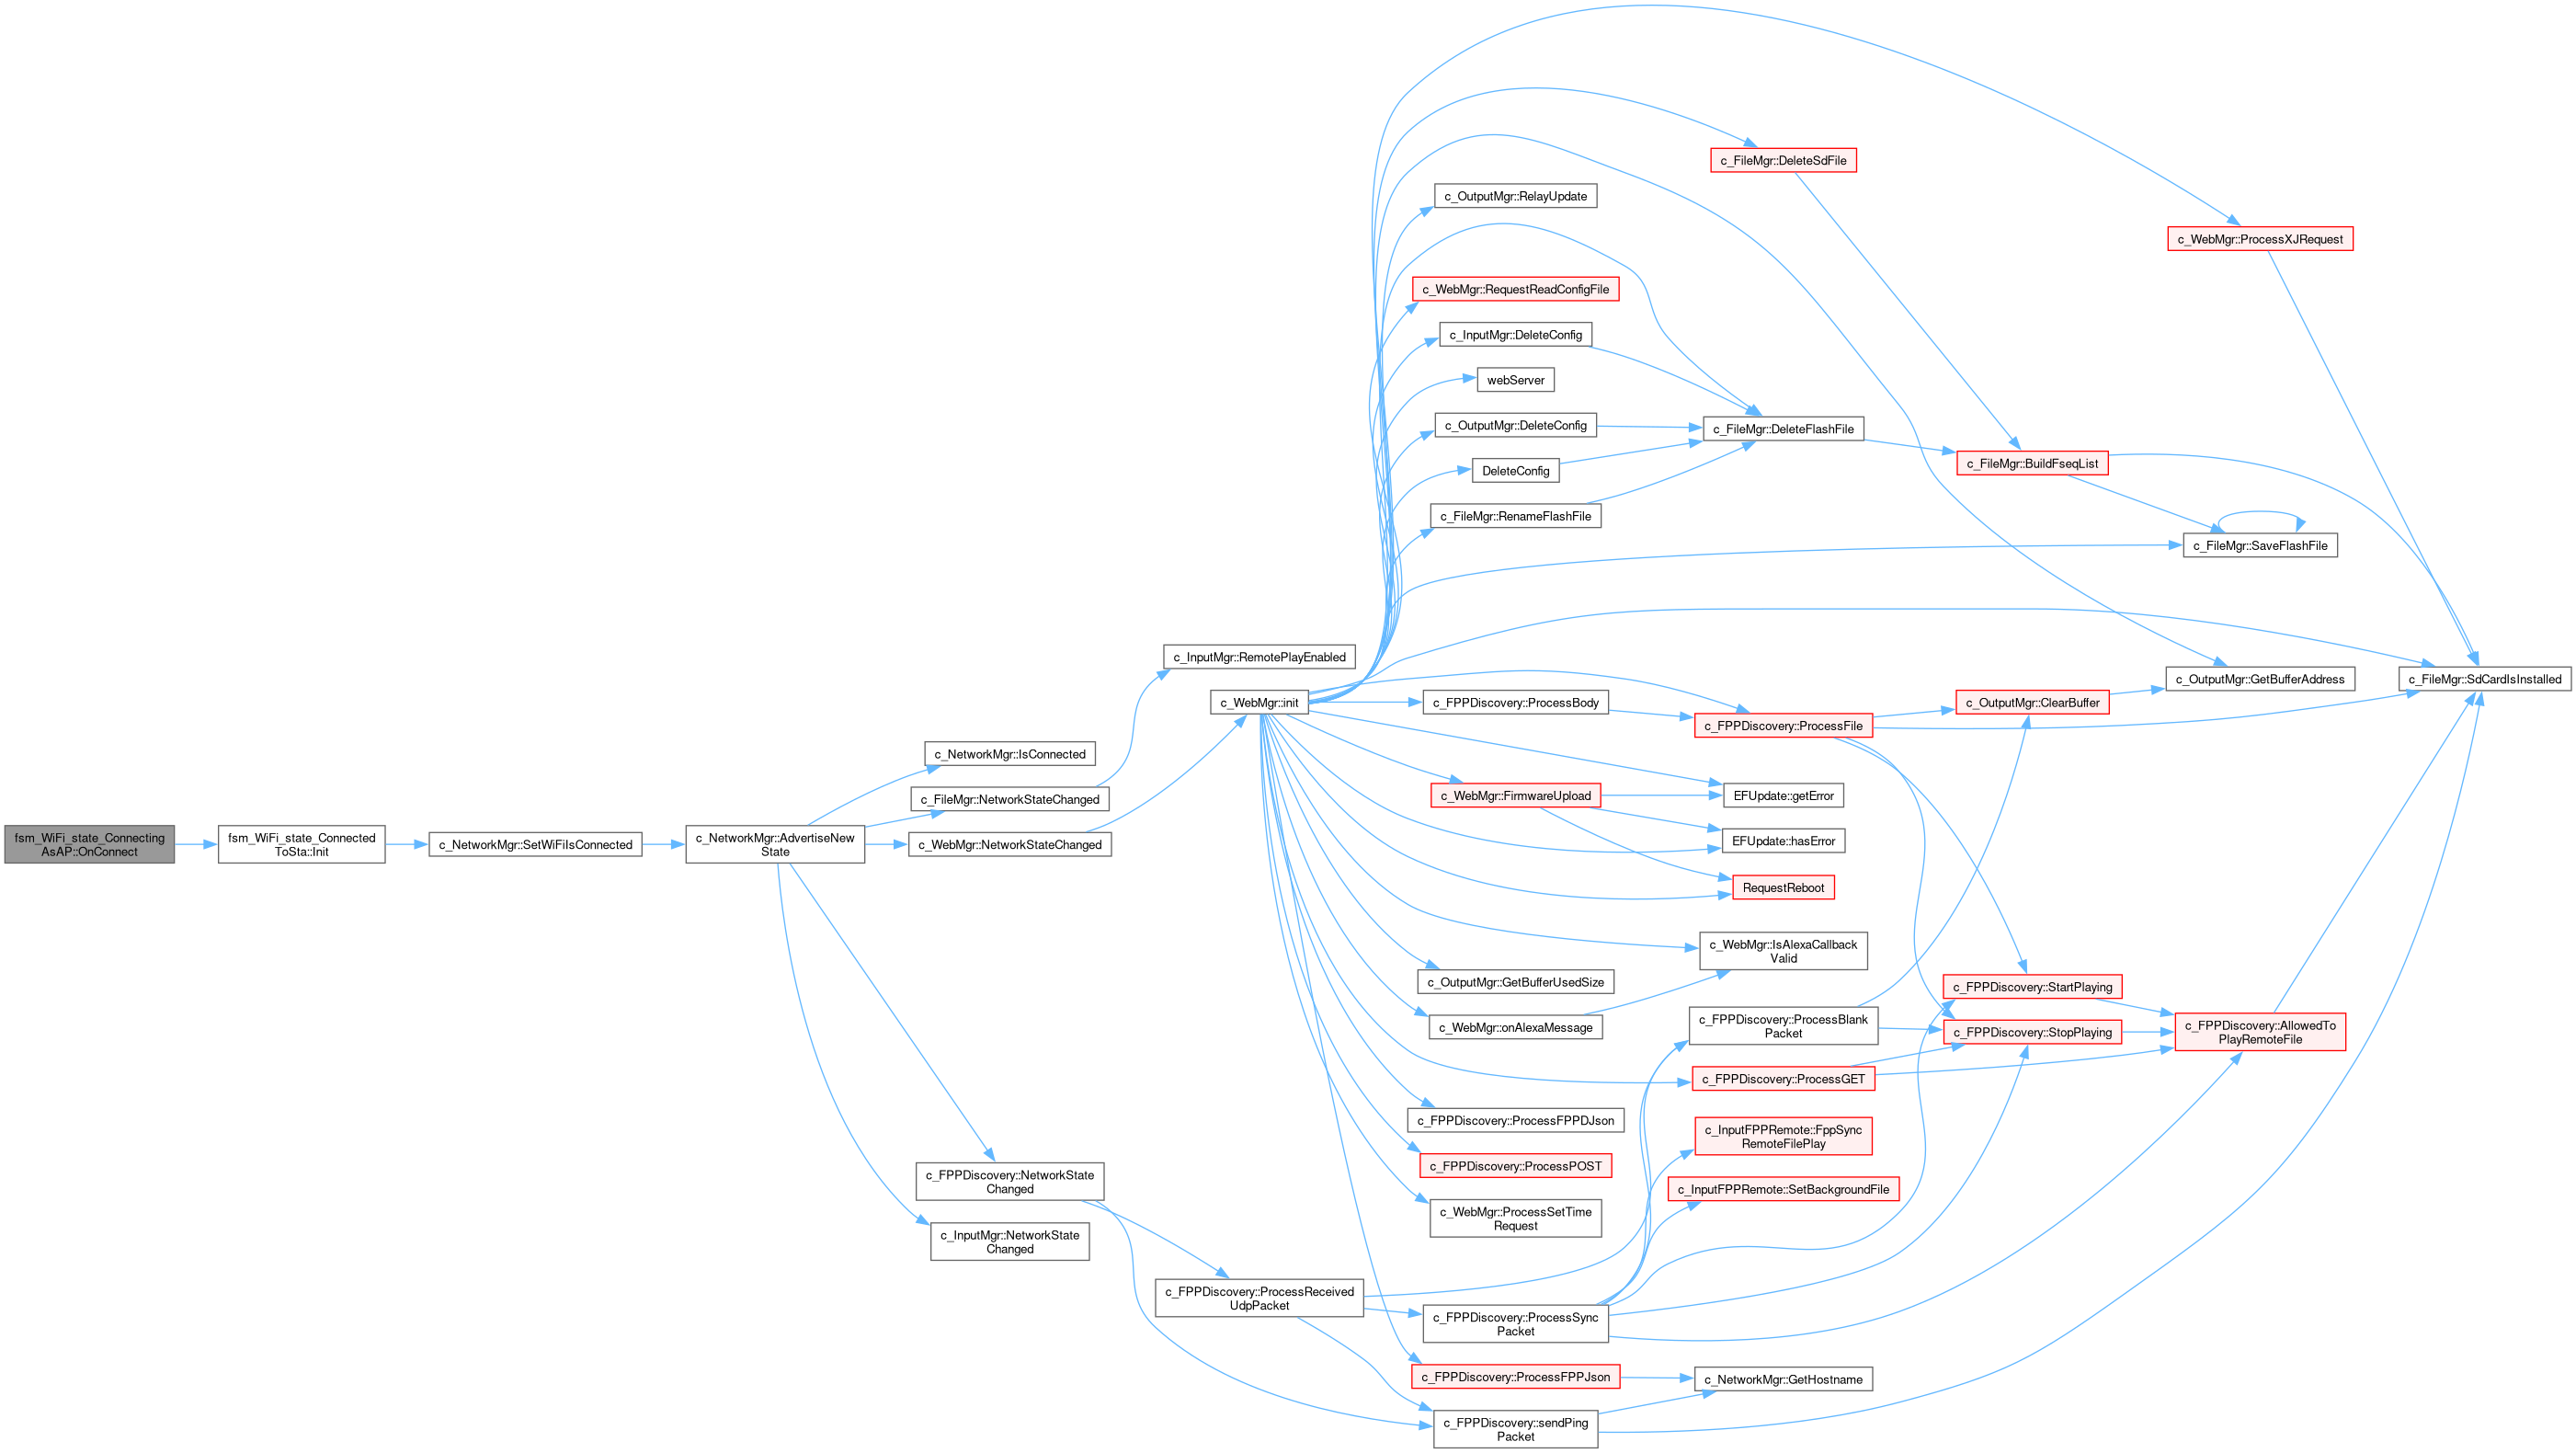 fsm_WiFi_state_Connecting
AsAP::OnConnect
fsm_WiFi_state_Connected
ToSta::Init
c_NetworkMgr::SetWiFiIsConnected
c_NetworkMgr::AdvertiseNew
State
c_NetworkMgr::IsConnected
c_FileMgr::NetworkStateChanged
c_WebMgr::NetworkStateChanged
c_FPPDiscovery::NetworkState
Changed
c_InputMgr::NetworkState
Changed
c_InputMgr::RemotePlayEnabled
c_WebMgr::init
c_FPPDiscovery::ProcessReceived
UdpPacket
c_OutputMgr::RelayUpdate
c_WebMgr::RequestReadConfigFile
c_InputMgr::DeleteConfig
webServer
c_OutputMgr::DeleteConfig
DeleteConfig
c_FileMgr::RenameFlashFile
c_FPPDiscovery::ProcessBody
c_WebMgr::FirmwareUpload
c_OutputMgr::GetBufferUsedSize
c_WebMgr::onAlexaMessage
c_FPPDiscovery::ProcessFPPDJson
c_FPPDiscovery::ProcessPOST
c_WebMgr::ProcessSetTime
Request
c_FPPDiscovery::ProcessSync
Packet
c_FPPDiscovery::ProcessFPPJson
c_FPPDiscovery::sendPing
Packet
c_FileMgr::DeleteSdFile
c_FileMgr::DeleteFlashFile
c_FPPDiscovery::ProcessFile
EFUpdate::getError
EFUpdate::hasError
RequestReboot
c_WebMgr::IsAlexaCallback
Valid
c_FPPDiscovery::ProcessBlank
Packet
c_FPPDiscovery::ProcessGET
c_InputFPPRemote::FppSync
RemoteFilePlay
c_InputFPPRemote::SetBackgroundFile
c_NetworkMgr::GetHostname
c_FileMgr::BuildFseqList
c_OutputMgr::ClearBuffer
c_FPPDiscovery::StartPlaying
c_FPPDiscovery::StopPlaying
c_WebMgr::ProcessXJRequest
c_FileMgr::SaveFlashFile
c_OutputMgr::GetBufferAddress
c_FPPDiscovery::AllowedTo
PlayRemoteFile
c_FileMgr::SdCardIsInstalled